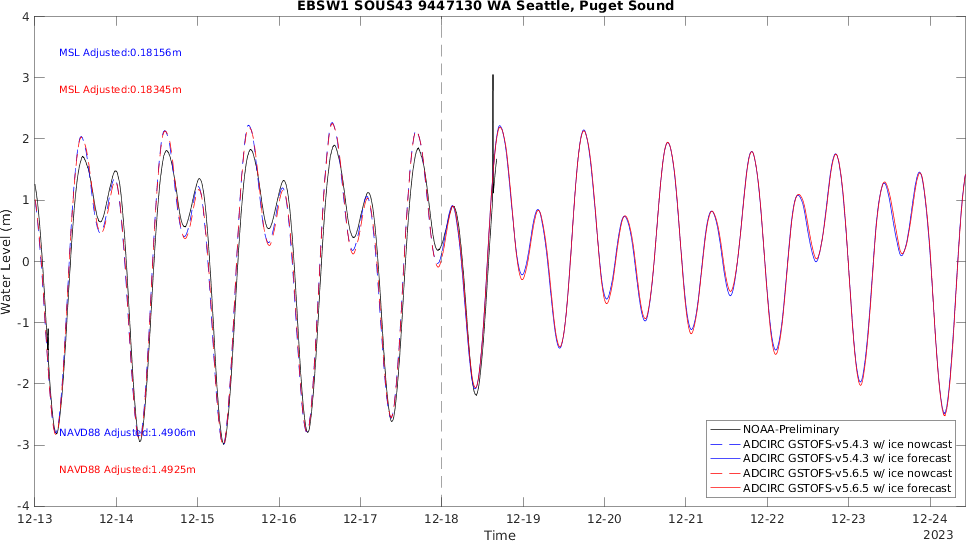 EBSW1 SOUS43 9447130 WA Seattle, Puget Sound
4
3
2
1
0
-1
-2
-3
-4
Water Level (m)
MSL Adjusted:0.18156m
MSL Adjusted:0.18345m
NAVD88 Adjusted:1.4906m
NAVD88 Adjusted:1.4925m
NOAA-Preliminary
ADCIRC GSTOFS-v5.4.3 w/ ice nowcast
ADCIRC GSTOFS-v5.4.3 w/ ice forecast
ADCIRC GSTOFS-v5.6.5 w/ ice nowcast
ADCIRC GSTOFS-v5.6.5 w/ ice forecast
12-13 12-14 12-15 12-16 12-17 12-18 12-19 12-20 12-21 12-22 12-23 12-24
Time
2023